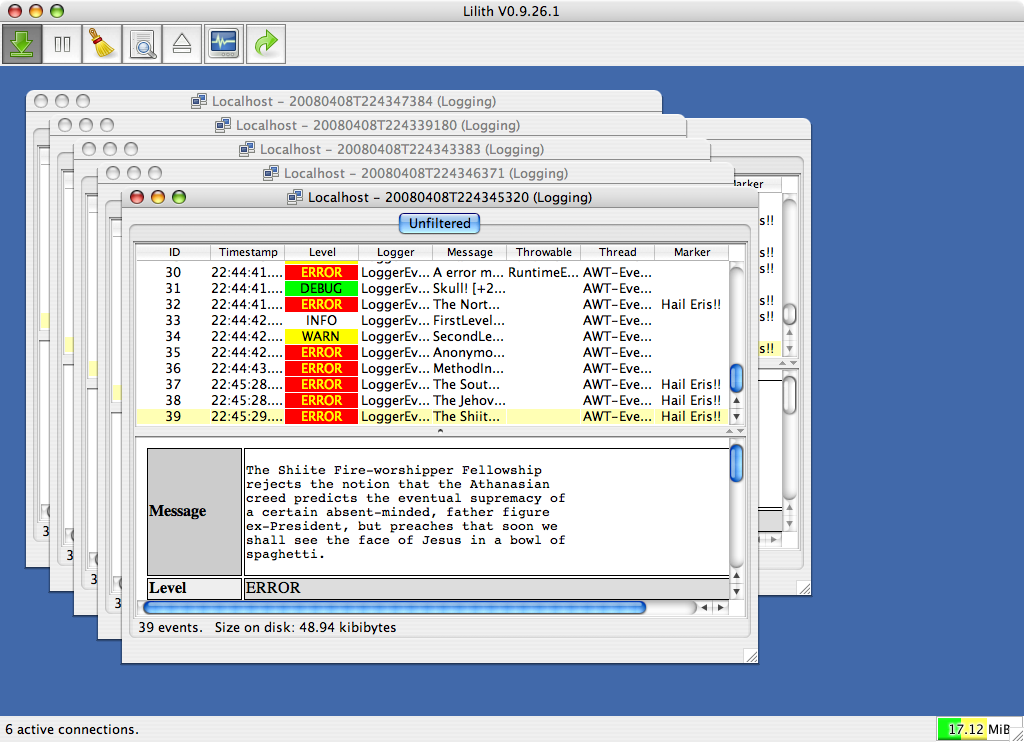 Lilith V0.9.26.1
Localhost – 20080408T224347384 (Logging)
Localhost – 20080408T224339180 (Logging)
Localhost – 20080408T224343383 (Logging)
Localhost – 20080408T224346371 (Logging)
Localhost – 20080408T224345320 (Logging)
Unfiltered
ID Timestamp Level Logger Message Throwable Thread Marker
30 22:44:41.... ERROR LoggerEv... A error m... RuntimeE... AWT-Eve...
31 22:44:41.... DEBUG LoggerEv... Skull! [+2... AWT-Eve...
32 22:44:41.... ERROR LoggerEv... The Nort... AWT-Eve... Hail Eris!!
33 22:44:42.... INFO LoggerEv... FirstLevel... AWT-Eve...
34 22:44:42.... WARN LoggerEv... SecondLe... AWT-Eve...
35 22:44:42.... ERROR LoggerEv... Anonymo... AWT-Eve...
36 22:44:43.... ERROR LoggerEv... MethodIn... AWT-Eve...
37 22:45:28.... ERROR LoggerEv... The Sout... AWT-Eve... Hail Eris!!
38 22:45:28.... ERROR LoggerEv... The Jehov... AWT-Eve... Hail Eris!!
39 22:45:29.... ERROR LoggerEv... The Shiit... AWT-Eve... Hail Eris!!
Message
The Shiite Fire-worshipper Fellowship
rejects the notion that the Athanasian
creed predicts the eventual supremacy of
a certain absent-minded, father figure
ex-President, but preaches that soon we
shall see the face of Jesus in a bowl of
spaghetti.
Level ERROR
39 events. Size on disk: 48.94 kibibytes
6 active connections.
17.12 MiB